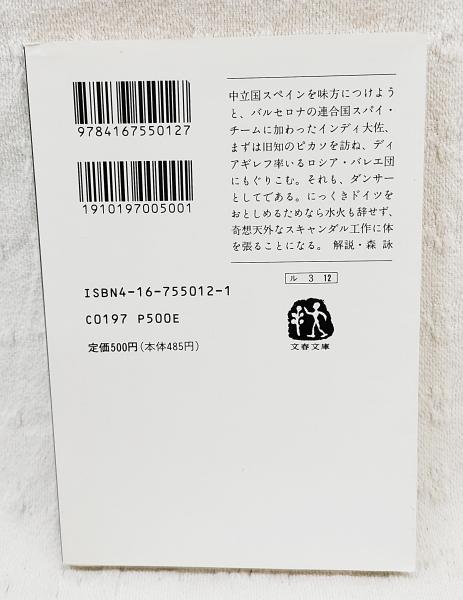 9784167550127
1910197005001
ISBN4-16-755012-1
C0197 P500E
定価500円(本体485円)
中立国スペインを味方につけよう
と、バルセロナの連合国スパイ・
チームに加わったインディ大佐、
まずは旧知のピカソを訪ね、ディ
アギレフ率いるロシア・バレエ団
にもぐりこむ。それも、ダンサー
としてである。にっくきドイツを
おとしめるためなら水火も辞せず、
奇想天外なスキャンダル工作に体
を張ることになる。 解説・森 詠
ル 3 12
文春文庫